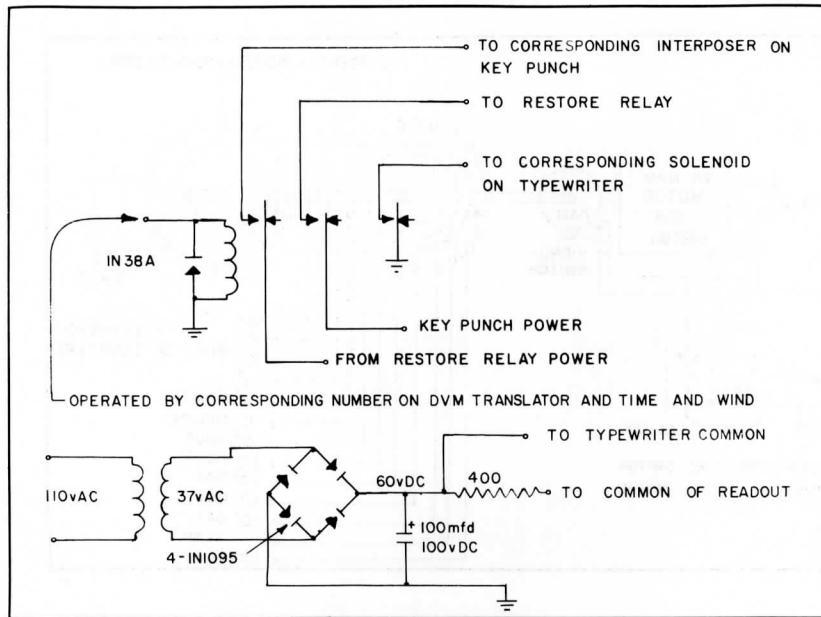 TO CORRESPONDING INTERPOSER ON
KEY PUNCH
TO RESTORE RELAY
TO CORRESPONDING SOLENOID
ON TYPEWRITER
IN38A
KEY PUNCH POWER
FROM RESTORE RELAY POWER
OPERATED BY CORRESPONDING NUMBER ON DVM TRANSLATOR AND TIME AND WIND
TO TYPEWRITER COMMON
110vAC
37vAC
60vDC
400
TO COMMON OF READOUT
+ 100mfd
100vDC
4-IN1095